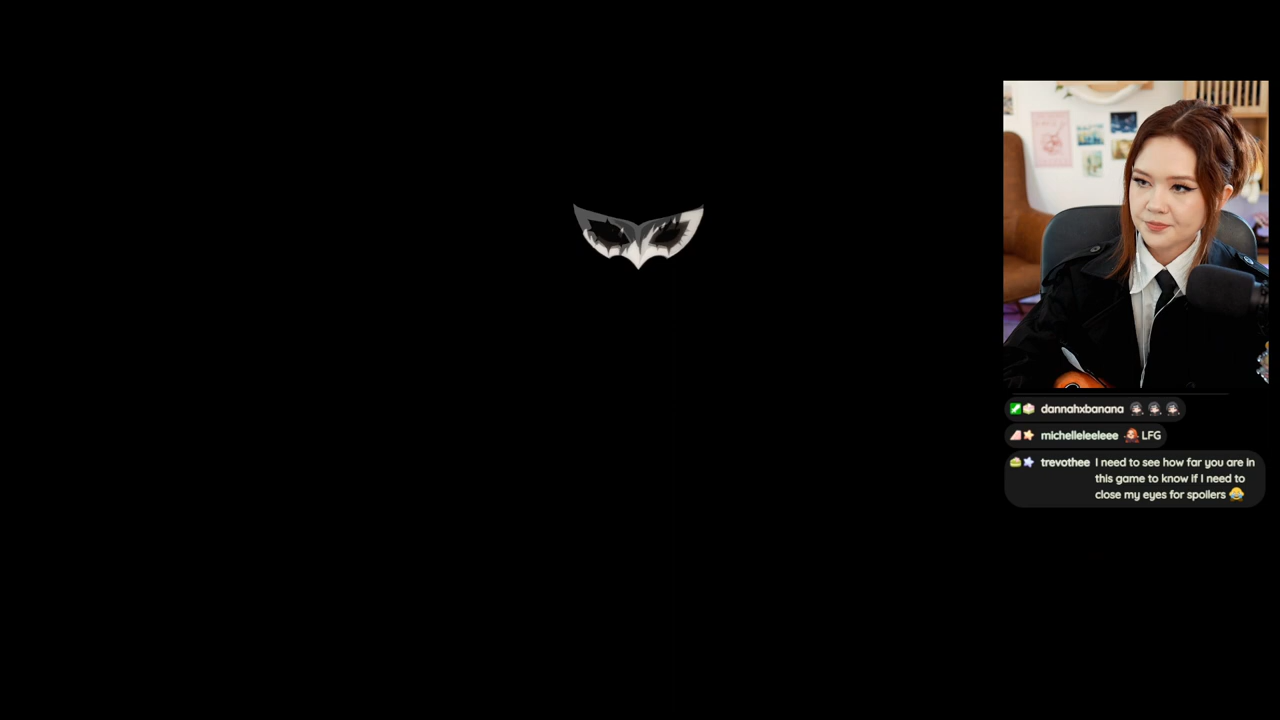 dannahxbanana
michelleleeleee LFG
trevothee I need to see how far you are in
this game to know if I need to
close my eyes for spoilers 😂